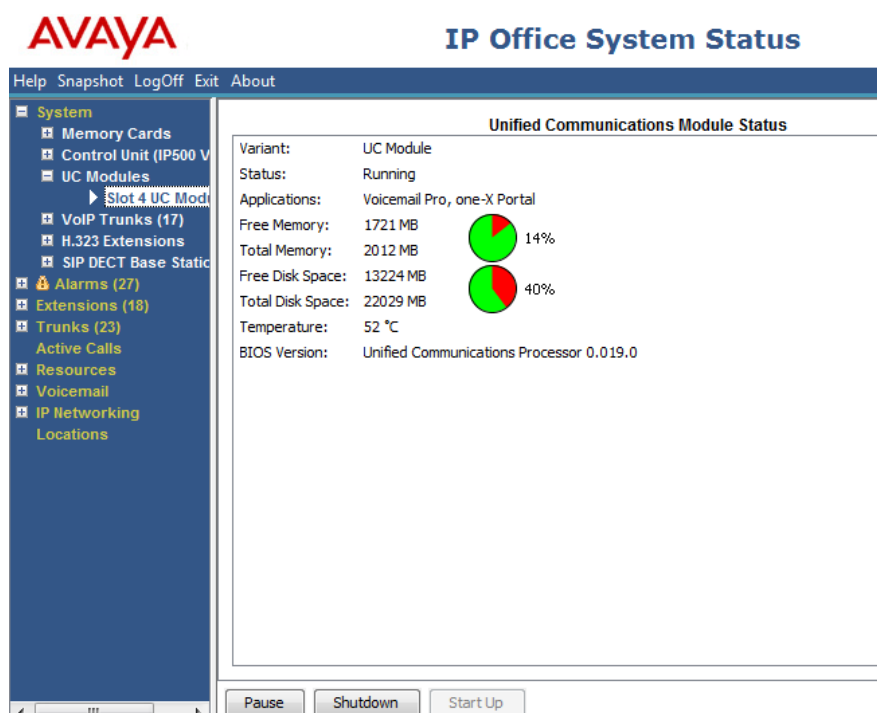 AVAYA
IP Office System Status
Help Snapshot LogOff Exit About
System
Memory Cards
Control Unit (IP500 V
UC Modules
Slot 4 UC Modu
VoIP Trunks (17)
H.323 Extensions
SIP DECT Base Static
Alarms (27)
Extensions (18)
Trunks (23)
Active Calls
Resources
Voicemail
IP Networking
Locations
Unified Communications Module Status
Variant: UC Module
Status: Running
Applications: Voicemail Pro, one-X Portal
Free Memory: 1721 MB
14%
Total Memory: 2012 MB
Free Disk Space: 13224 MB
40%
Total Disk Space: 22029 MB
Temperature: 52 °C
BIOS Version: Unified Communications Processor 0.019.0
Pause Shutdown Start Up